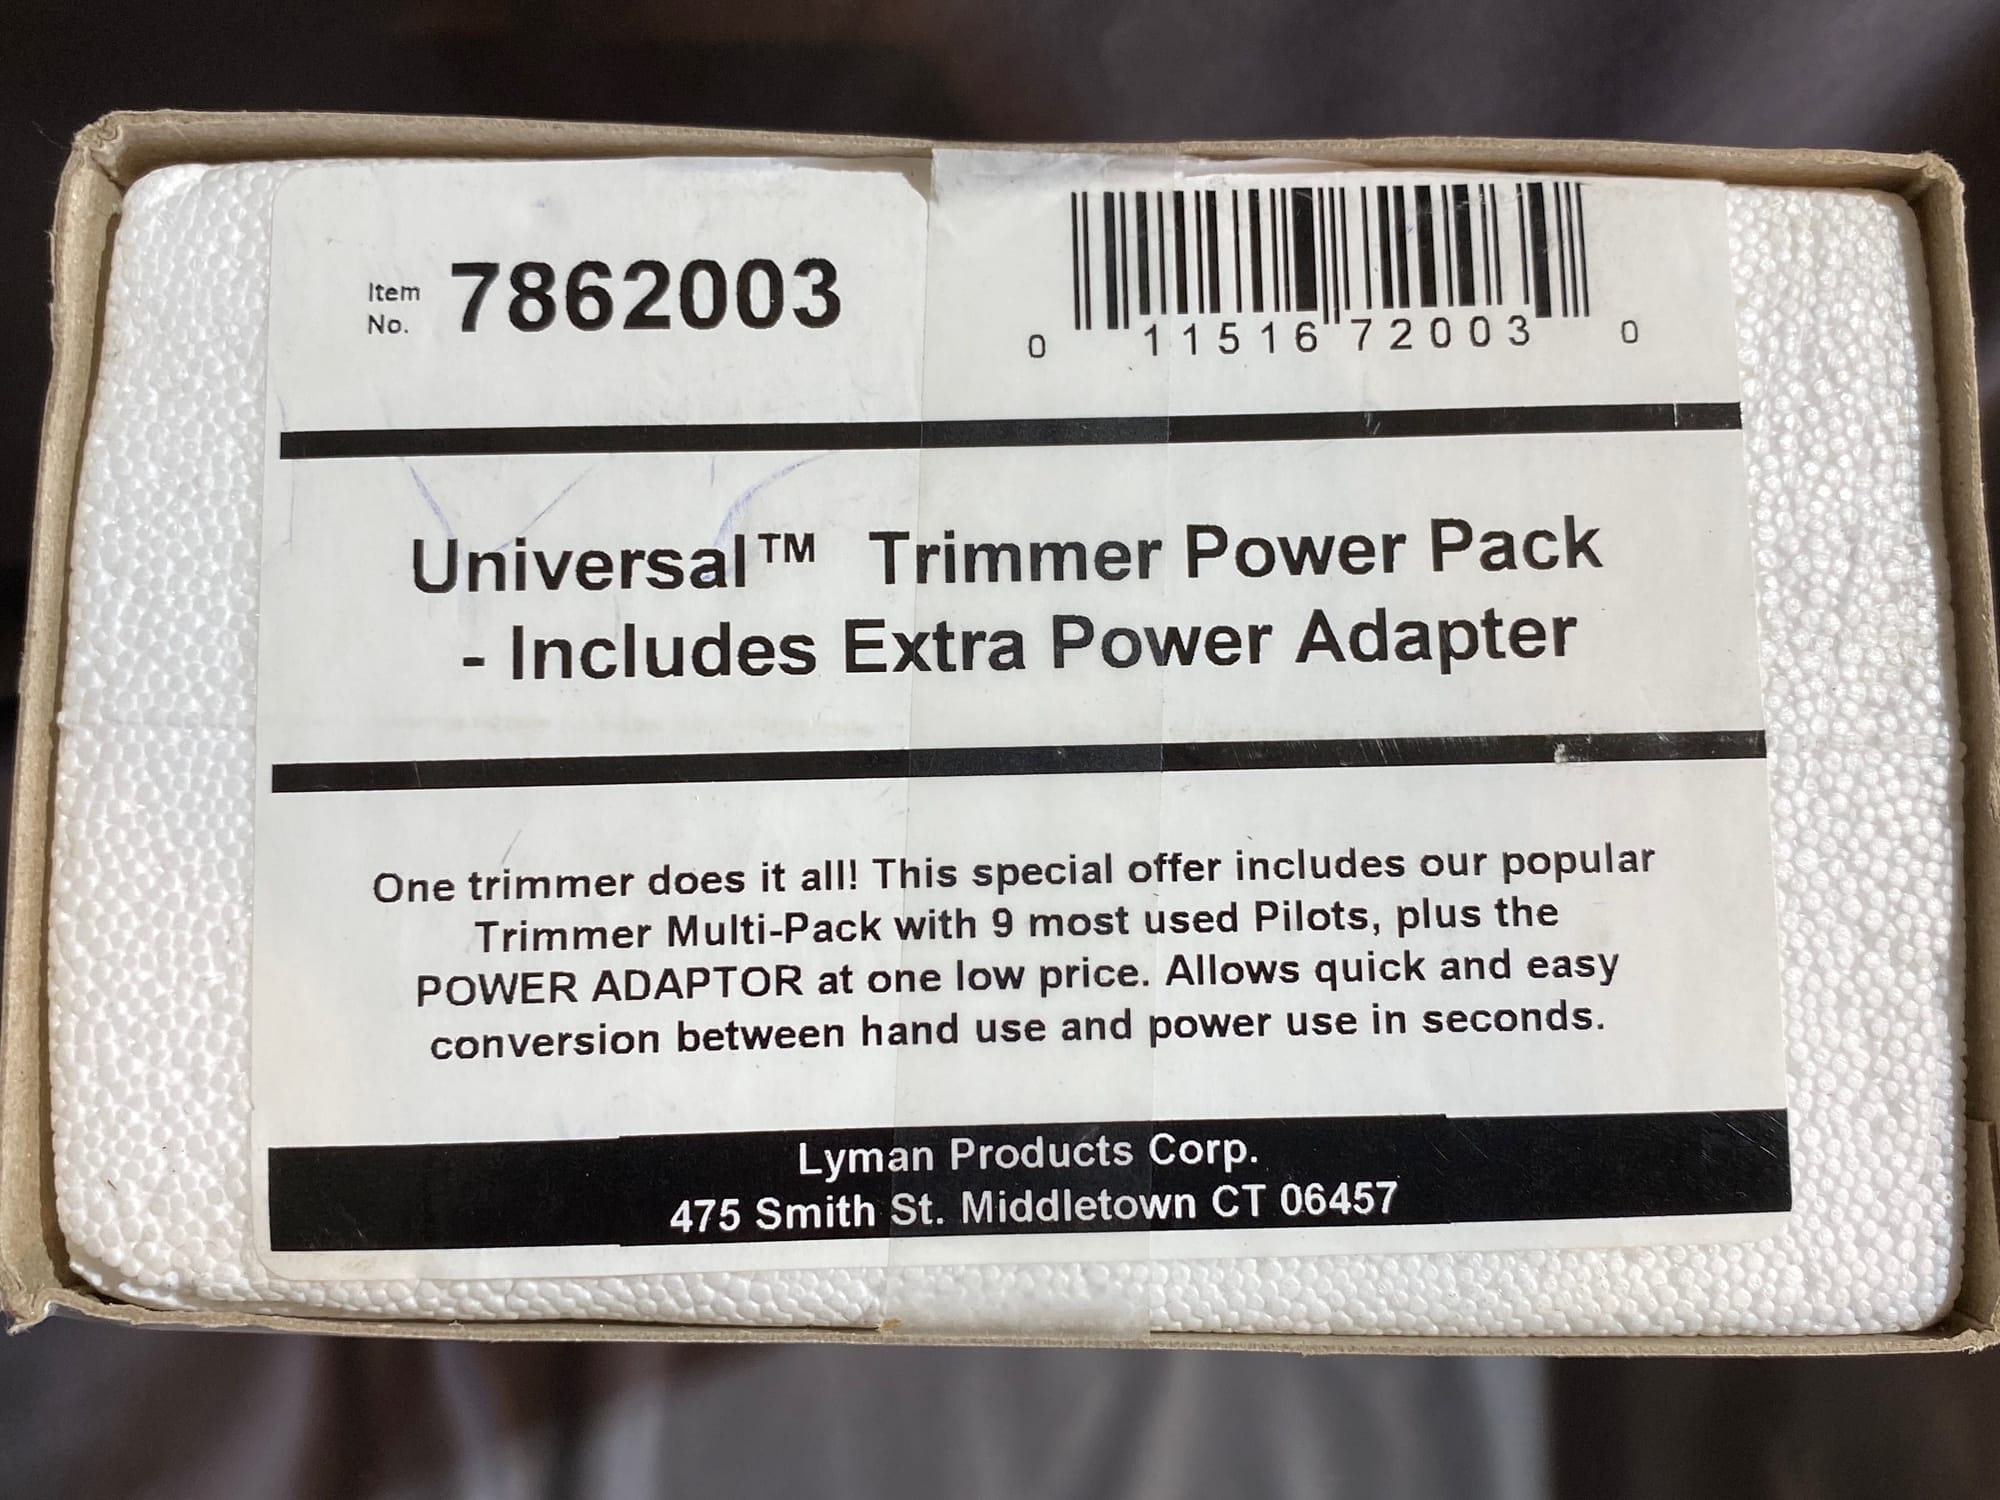 Item No. 7862003
0 11516 72003 0
Universal™ Trimmer Power Pack
- Includes Extra Power Adapter
One trimmer does it all! This special offer includes our popular
Trimmer Multi-Pack with 9 most used Pilots, plus the
POWER ADAPTOR at one low price. Allows quick and easy
conversion between hand use and power use in seconds.
Lyman Products Corp.
475 Smith St. Middletown CT 06457